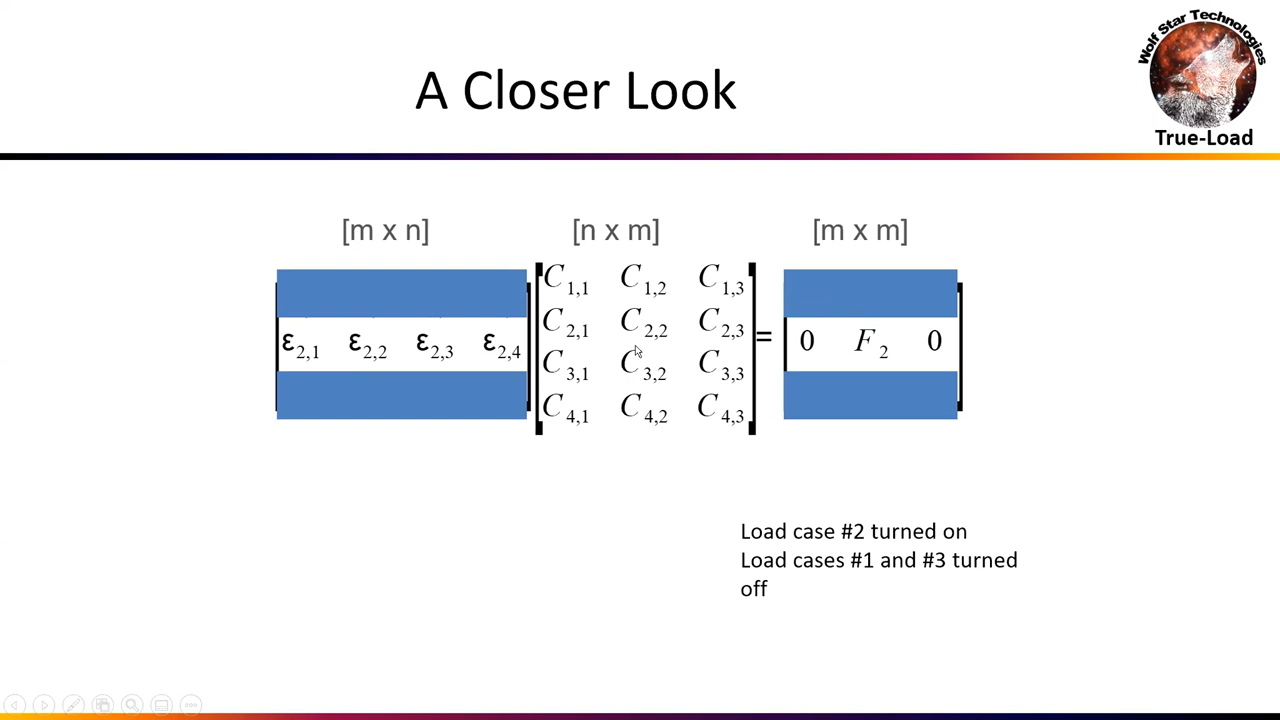 Wolf Star Technologies
True-Load
A Closer Look
[m x n] [n x m] [m x m]
C1,1 C1,2 C1,3
C2,1 C2,2 C2,3
ε2,1 ε2,2 ε2,3 ε2,4 = 0 F2 0
C3,1 C3,2 C3,3
C4,1 C4,2 C4,3
Load case #2 turned on
Load cases #1 and #3 turned
off